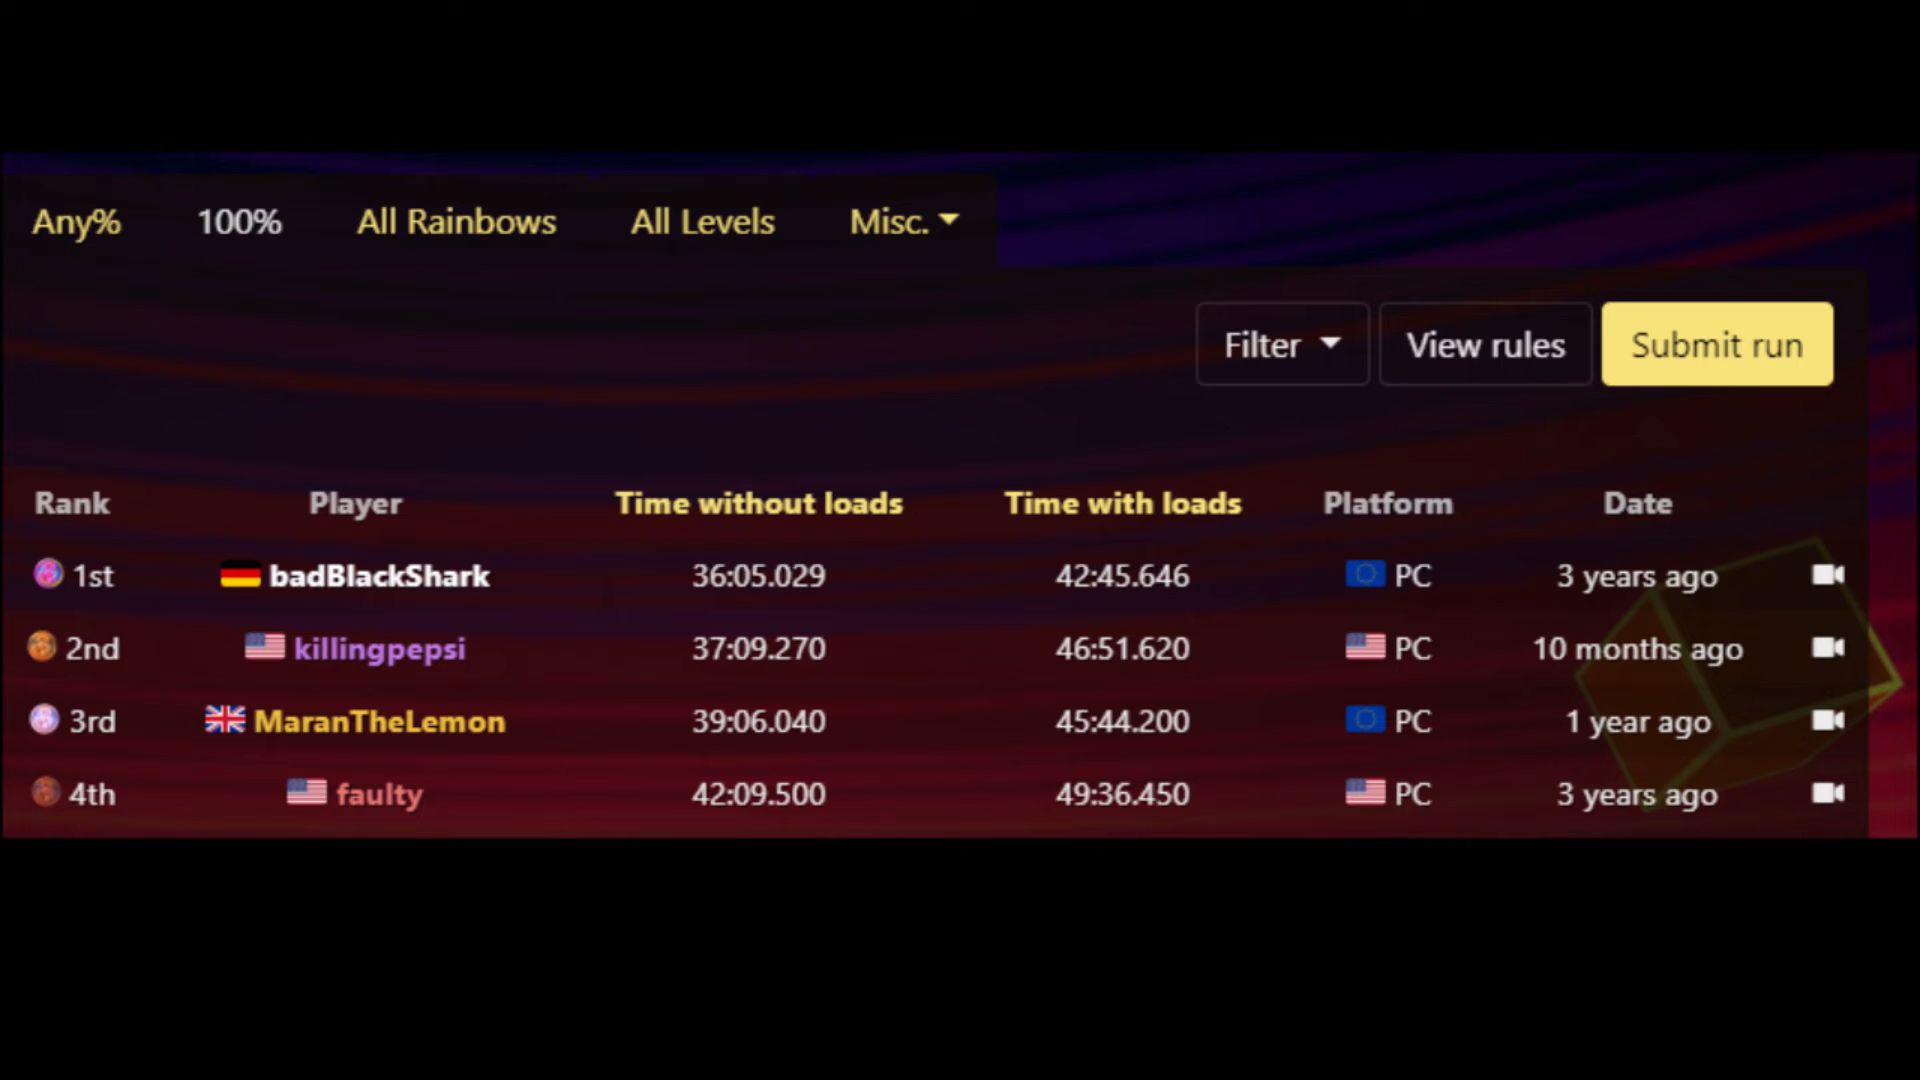 Any% 100% All Rainbows All Levels Misc.
Filter View rules Submit run
Rank Player Time without loads Time with loads Platform Date
1st badBlackShark 36:05.029 42:45.646 PC 3 years ago
2nd killingpepsi 37:09.270 46:51.620 PC 10 months ago
3rd MaranTheLemon 39:06.040 45:44.200 PC 1 year ago
4th faulty 42:09.500 49:36.450 PC 3 years ago